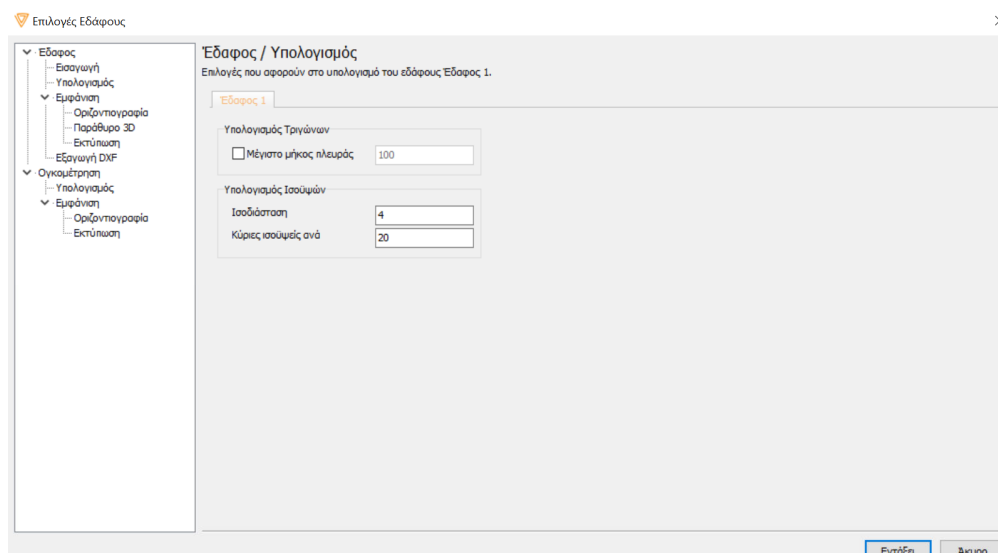 Επιλογές Εδάφους
Έδαφος
Εισαγωγή
Υπολογισμός
Εμφάνιση
Οριζοντιογραφία
Παράθυρο 3D
Εκτύπωση
Εξαγωγή DXF
Ογκομέτρηση
Υπολογισμός
Εμφάνιση
Οριζοντιογραφία
Εκτύπωση
Έδαφος / Υπολογισμός
Επιλογές που αφορούν στο υπολογισμό του εδάφους Έδαφος 1.
Έδαφος 1
Υπολογισμός Τριγώνων
Μέγιστο μήκος πλευράς 100
Υπολογισμός Ισοϋψών
Ισοδιάσταση 4
Κύριες ισοϋψείς ανά 20
Εντάξει Άκυρο